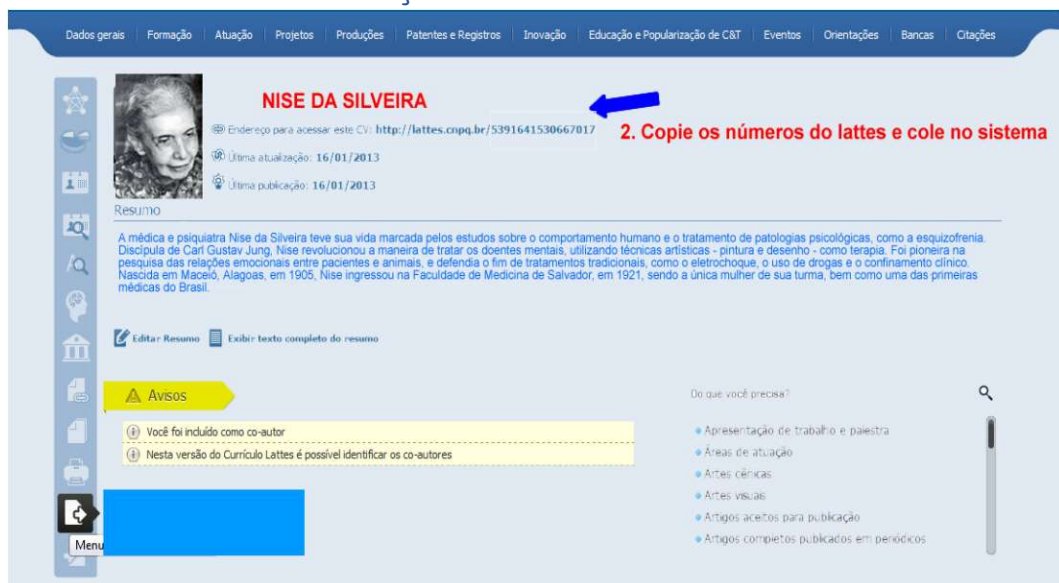 Dados gerais Formação Atuação Projetos Produções Patentes e Registros Inovação Educação e Popularização de C&T Eventos Orientações Bancas Citações
NISE DA SILVEIRA
Endereço para acessar este CV: http://lattes.cnpq.br/5391641530667017
2. Copie os números do lattes e cole no sistema
Última atualização: 16/01/2013
Última publicação: 16/01/2013
Resumo
A médica e psiquiatra Nise da Silveira teve sua vida marcada pelos estudos sobre o comportamento humano e o tratamento de patologias psicológicas, como a esquizofrenia.
Discípula de Carl Gustav Jung, Nise revolucionou a maneira de tratar os doentes mentais, utilizando técnicas artísticas - pintura e desenho - como terapia. Foi pioneira na
pesquisa das relações emocionais entre pacientes e animais, e defendia o fim de tratamentos tradicionais, como o eletrochoque, o uso de drogas e o confinamento clínico.
Nascida em Maceió, Alagoas, em 1905, Nise ingressou na Faculdade de Medicina de Salvador, em 1921, sendo a única mulher de sua turma, bem como uma das primeiras
médicas do Brasil.
Editar Resumo Exibir texto completo do resumo
Avisos
Você foi incluído como co-autor
Nesta versão do Currículo Lattes é possível identificar os co-autores
Menu
Do que você precisa?
Apresentação de trabalho e palestra
Áreas de atuação
Artes cênicas
Artes visuais
Artigos aceitos para publicação
Artigos completos publicados em periódicos